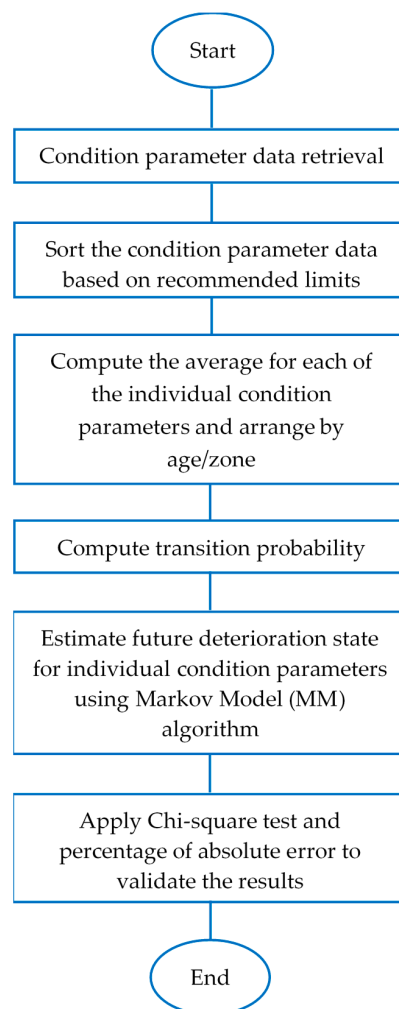 Start
Condition parameter data retrieval
Sort the condition parameter data
based on recommended limits
Compute the average for each of
the individual condition
parameters and arrange by
age/zone
Compute transition probability
Estimate future deterioration state
for individual condition parameters
using Markov Model (MM)
algorithm
Apply Chi-square test and
percentage of absolute error to
validate the results
End